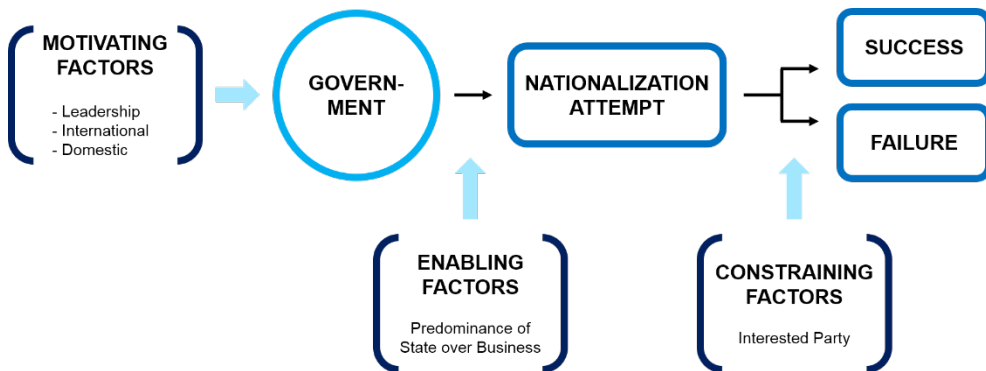 MOTIVATING
FACTORS
- Leadership
- International
- Domestic
GOVERN-
MENT
NATIONALIZATION
ATTEMPT
SUCCESS
FAILURE
ENABLING
FACTORS
Predominance of
State over Business
CONSTRAINING
FACTORS
Interested Party